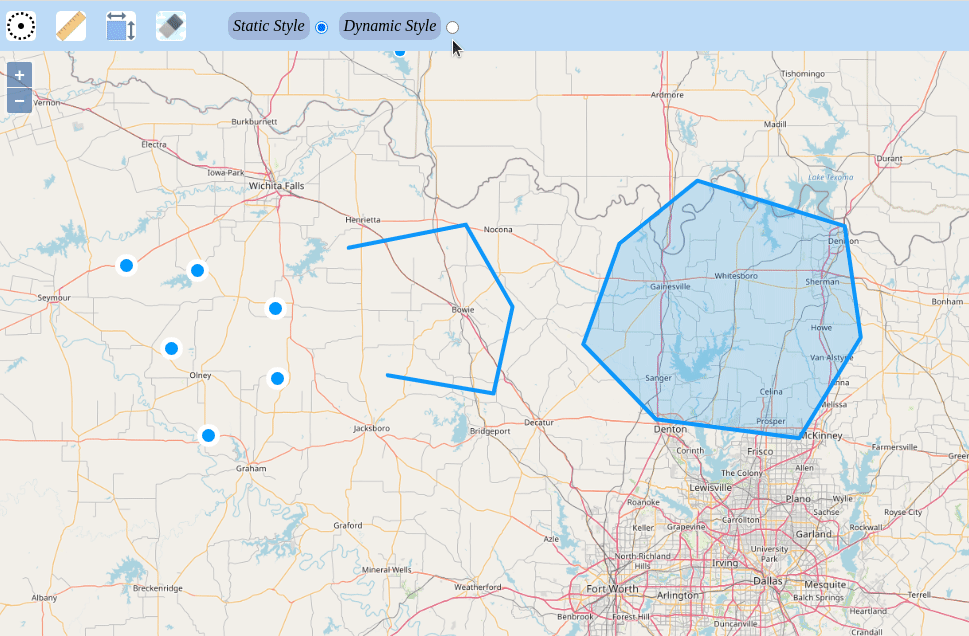 Static Style
Dynamic Style
+
−
Tishomingo
Vernon
Ardmore
Burkburnett
Madill
Electra
Durant
Iowa Park
Lake Texoma
Wichita Falls
Henrietta
Nocona
Denison
Whitesboro
Sherman
Gainesville
Seymour
Bonham
Bowie
Howe
Van Alstyne
Olney
Sanger
Anna
Celina
Melissa
Prosper
Jacksboro
Decatur
Bridgeport
Denton
McKinney
Corinth
Frisco
Farmersville
Graham
Allen
The Colony
Lewisville
Plano
Wylie
Roanoke
Sachse
Royse City
Graford
Carrollton
Keller
Grapevine
Rockwall
Garland
Azle
University
Park
North Richland
Hills
Irving
Mineral Wells
Dallas
Mesquite
Breckenridge
Weatherford
Fort Worth
Arlington
Terrell
Albany
Balch Springs
Heartland
Benbrook
Forest Hill
Duncanville
Crandall